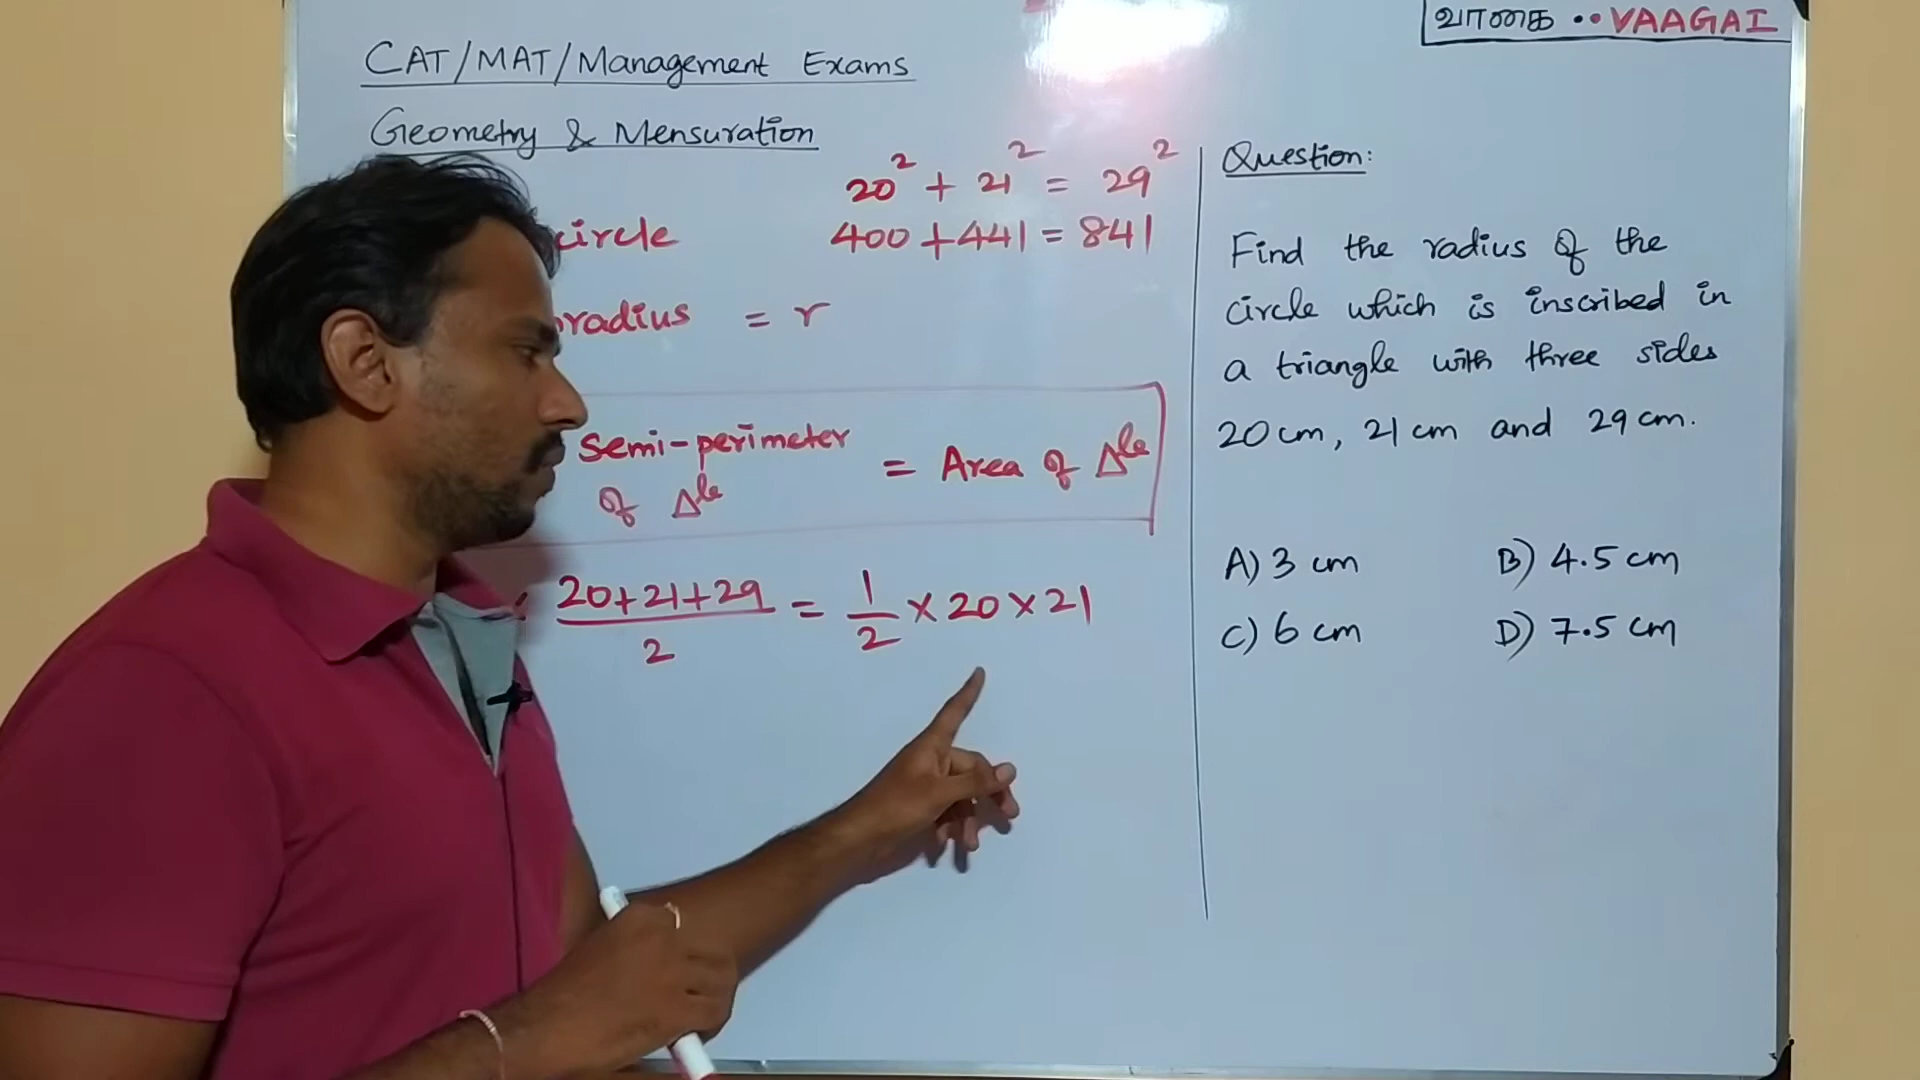 வாகை •• VAAGAI
CAT/MAT/Management Exams
Geometry & Mensuration
20² + 21² = 29²
circle
400 + 441 = 841
radius = r
Semi-perimeter of Δle = Area of Δle
20+21+29 / 2 = 1/2 × 20 × 21
Question:
Find the radius of the
circle which is inscribed in
a triangle with three sides
20 cm, 21 cm and 29 cm.
A) 3 cm B) 4.5 cm
C) 6 cm D) 7.5 cm